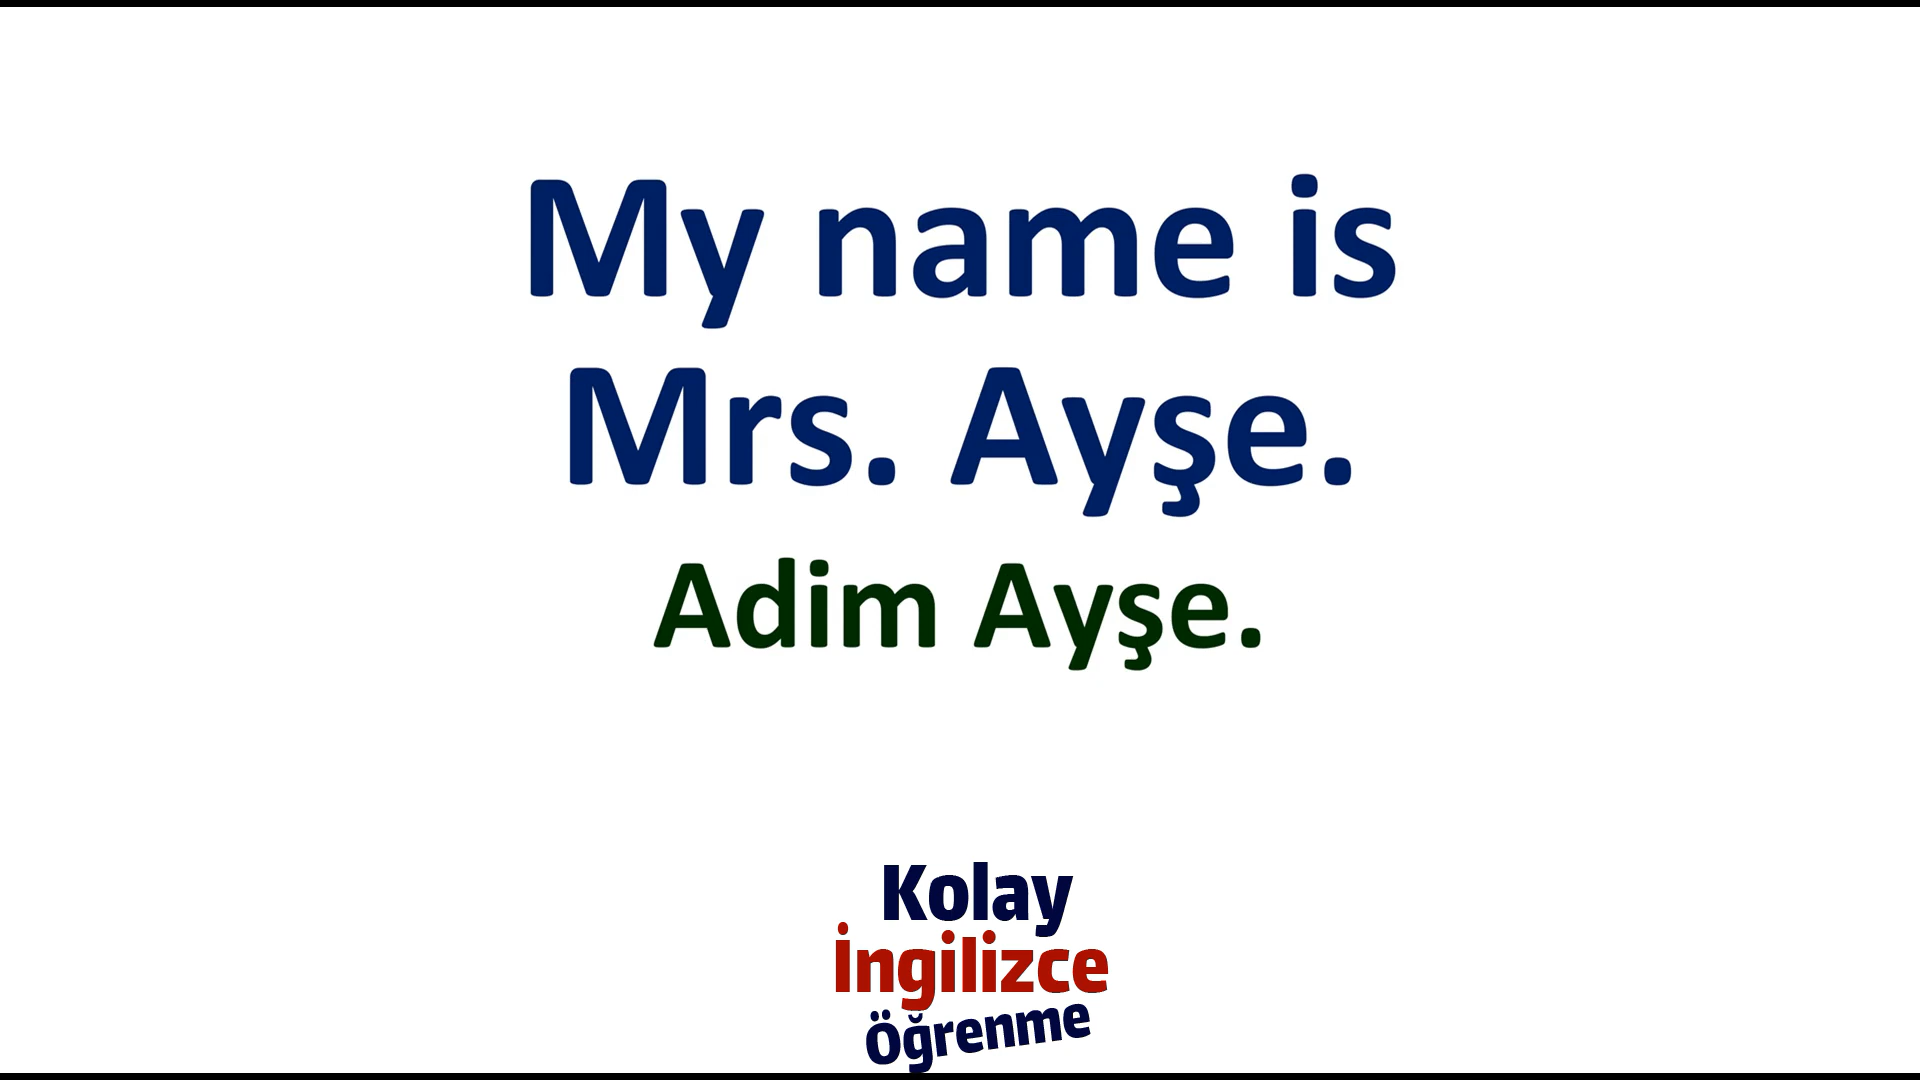 My name is
Mrs. Ayşe.
Adim Ayşe.
Kolay
İngilizce
Öğrenme